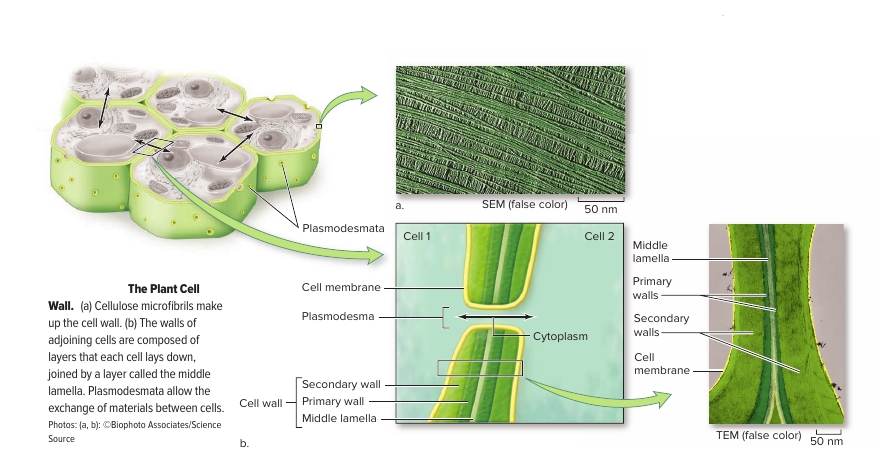 Plasmodesmata
a.
SEM (false color)
50 nm
The Plant Cell
Wall. (a) Cellulose microfibrils make
up the cell wall. (b) The walls of
adjoining cells are composed of
layers that each cell lays down,
joined by a layer called the middle
lamella. Plasmodesmata allow the
exchange of materials between cells.
Photos: (a, b): ©Biophoto Associates/Science
Source
b.
Cell 1
Cell 2
Cell membrane
Plasmodesma
Cytoplasm
Cell wall
Secondary wall
Primary wall
Middle lamella
Middle
lamella
Primary
walls
Secondary
walls
Cell
membrane
TEM (false color)
50 nm